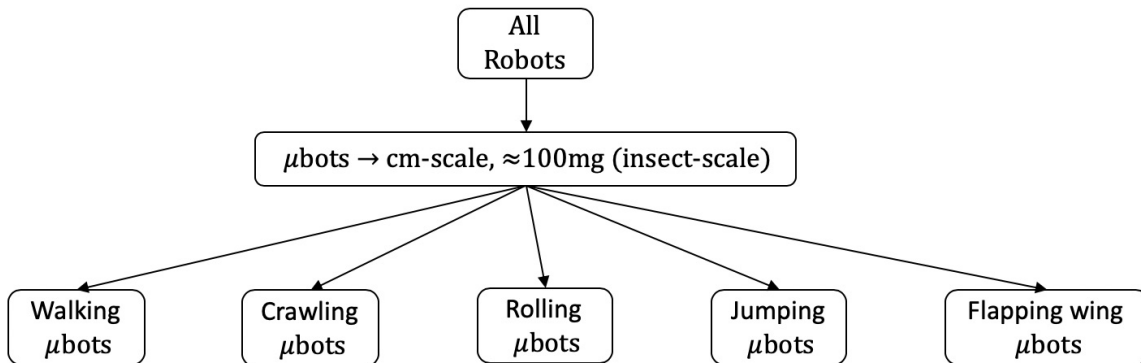 All
Robots
μbots → cm-scale, ≈100mg (insect-scale)
Walking
μbots
Crawling
μbots
Rolling
μbots
Jumping
μbots
Flapping wing
μbots